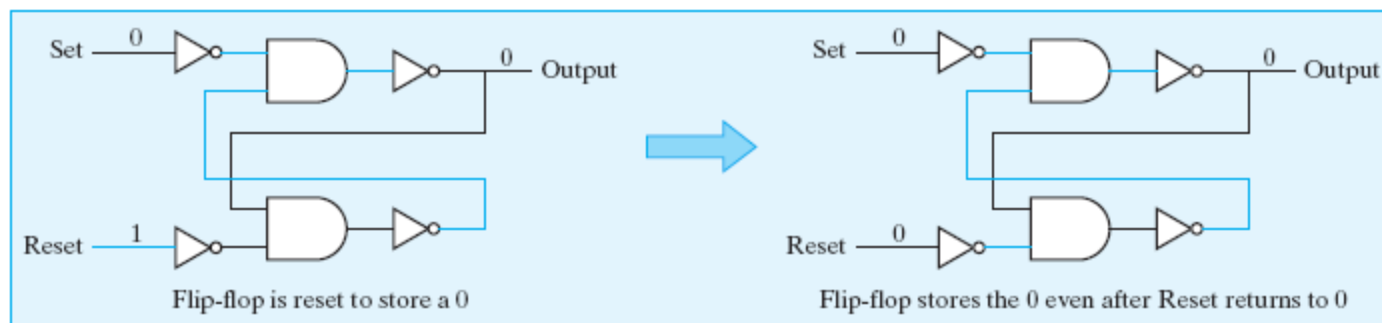 Set 0 0 Output
Reset 1
Flip-flop is reset to store a 0
Set 0 0 Output
Reset 0
Flip-flop stores the 0 even after Reset returns to 0